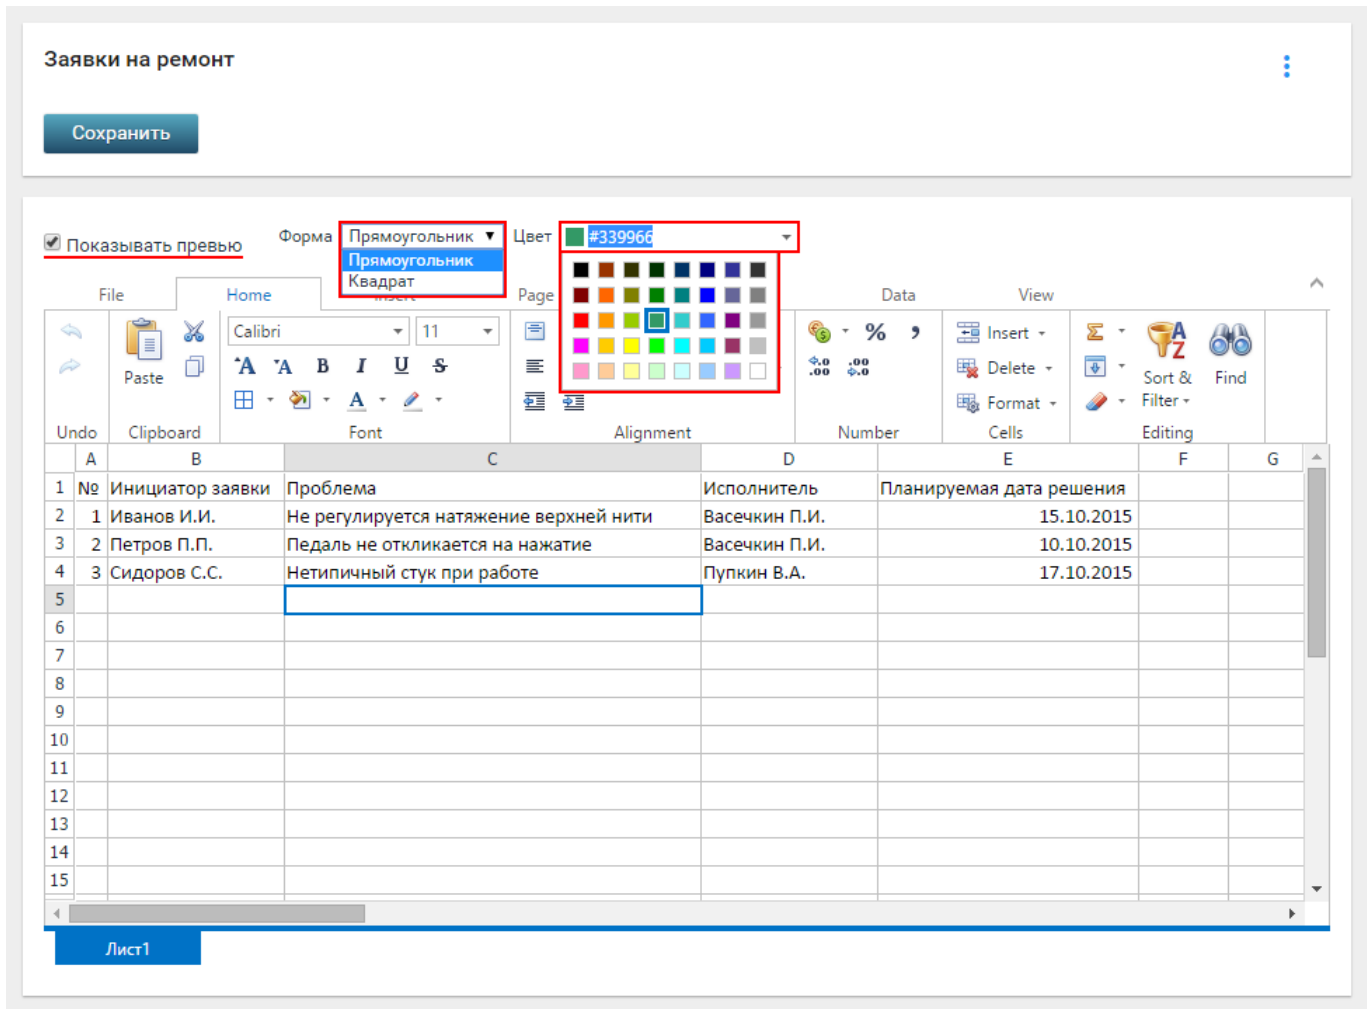 Заявки на ремонт
Сохранить
Показывать превью Форма Прямоугольник Цвет #339966
Прямоугольник
Квадрат
File Home Page Data View
Calibri 11 % Insert Σ
Paste Delete Sort & Find
B I U S Format Filter
Undo Clipboard Font Alignment Number Cells Editing
A B C D E F G
1 № Инициатор заявки Проблема Исполнитель Планируемая дата решения
2 1 Иванов И.И. Не регулируется натяжение верхней нити Васечкин П.И. 15.10.2015
3 2 Петров П.П. Педаль не откликается на нажатие Васечкин П.И. 10.10.2015
4 3 Сидоров С.С. Нетипичный стук при работе Пупкин В.А. 17.10.2015
5
6
7
8
9
10
11
12
13
14
15
Лист1